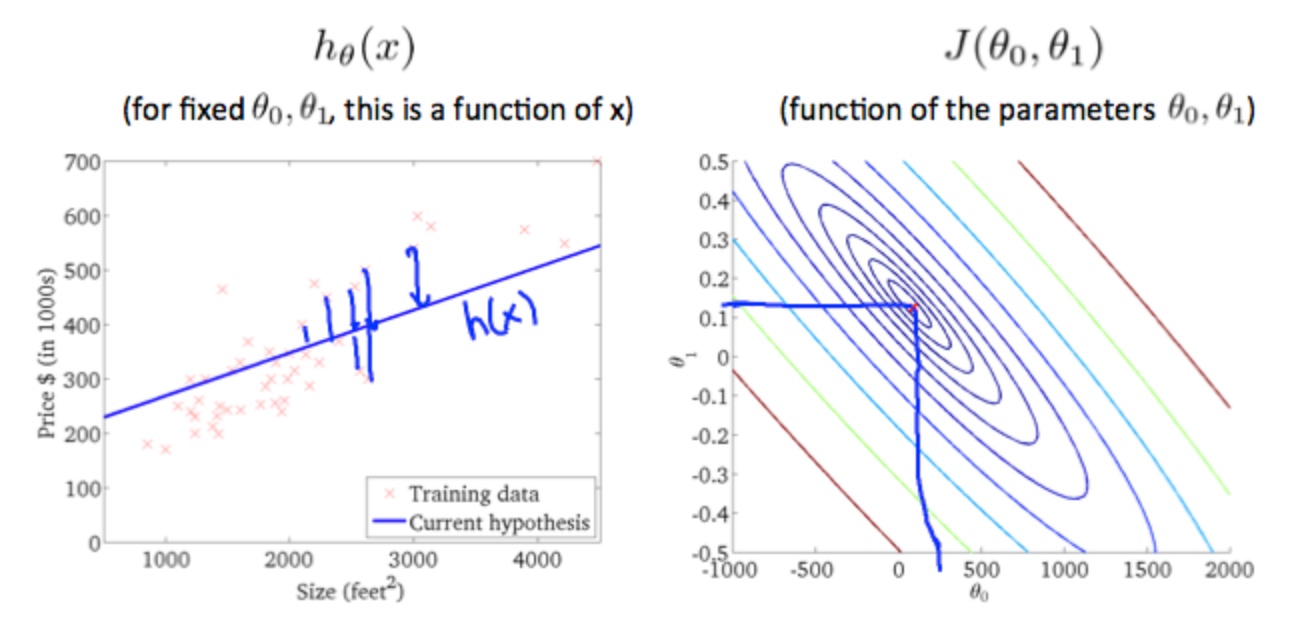 h_θ(x)
(for fixed θ₀, θ₁, this is a function of x)
700
600
500
400
300
200
100
0
Price $ (in 1000s)
1000 2000 3000 4000
Size (feet²)
h(x)
Training data
Current hypothesis
J(θ₀, θ₁)
(function of the parameters θ₀, θ₁)
0.5
0.4
0.3
0.2
0.1
0
-0.1
-0.2
-0.3
-0.4
-0.5
θ₁
-1000 -500 0 500 1000 1500 2000
θ₀